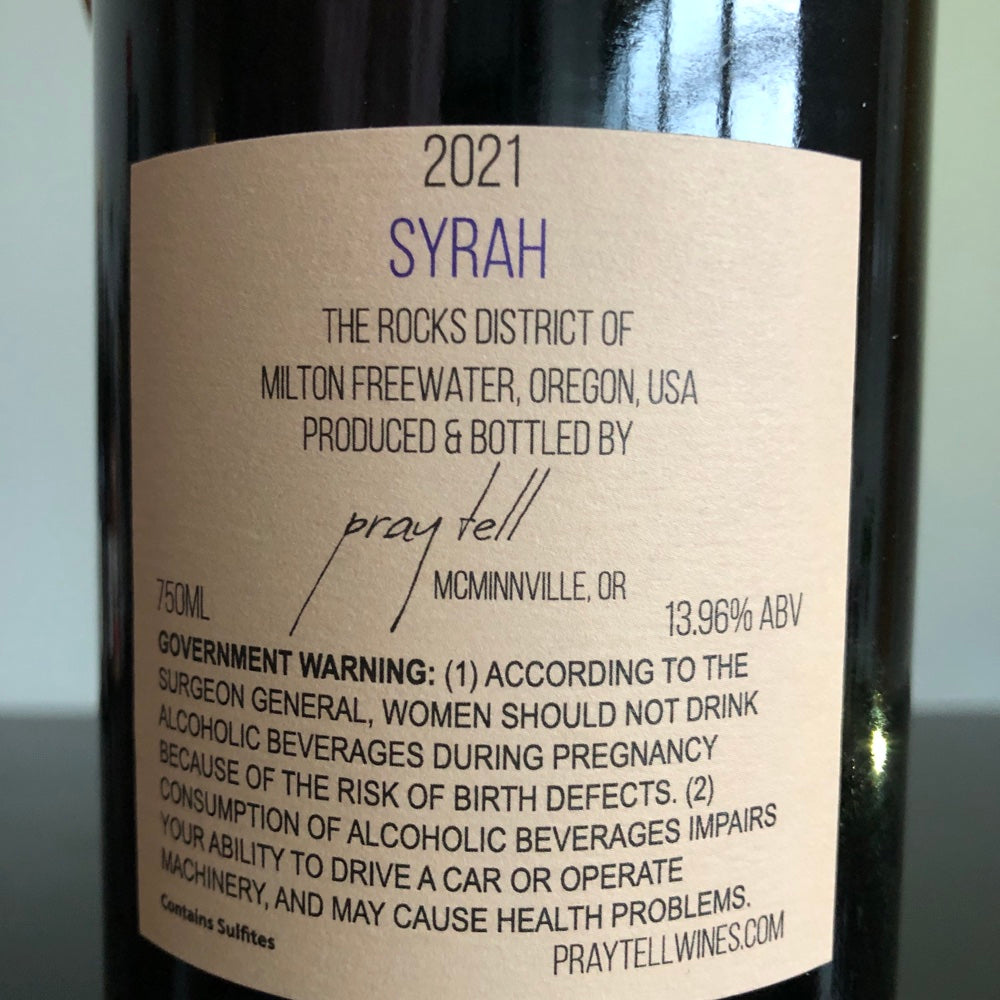 2021
SYRAH
THE ROCKS DISTRICT OF
MILTON FREEWATER, OREGON, USA
PRODUCED & BOTTLED BY
pray tell
MCMINNVILLE, OR
750ML
13.96% ABV
GOVERNMENT WARNING: (1) ACCORDING TO THE
SURGEON GENERAL, WOMEN SHOULD NOT DRINK
ALCOHOLIC BEVERAGES DURING PREGNANCY
BECAUSE OF THE RISK OF BIRTH DEFECTS. (2)
CONSUMPTION OF ALCOHOLIC BEVERAGES IMPAIRS
YOUR ABILITY TO DRIVE A CAR OR OPERATE
MACHINERY, AND MAY CAUSE HEALTH PROBLEMS.
Contains Sulfites
PRAYTELLWINES.COM